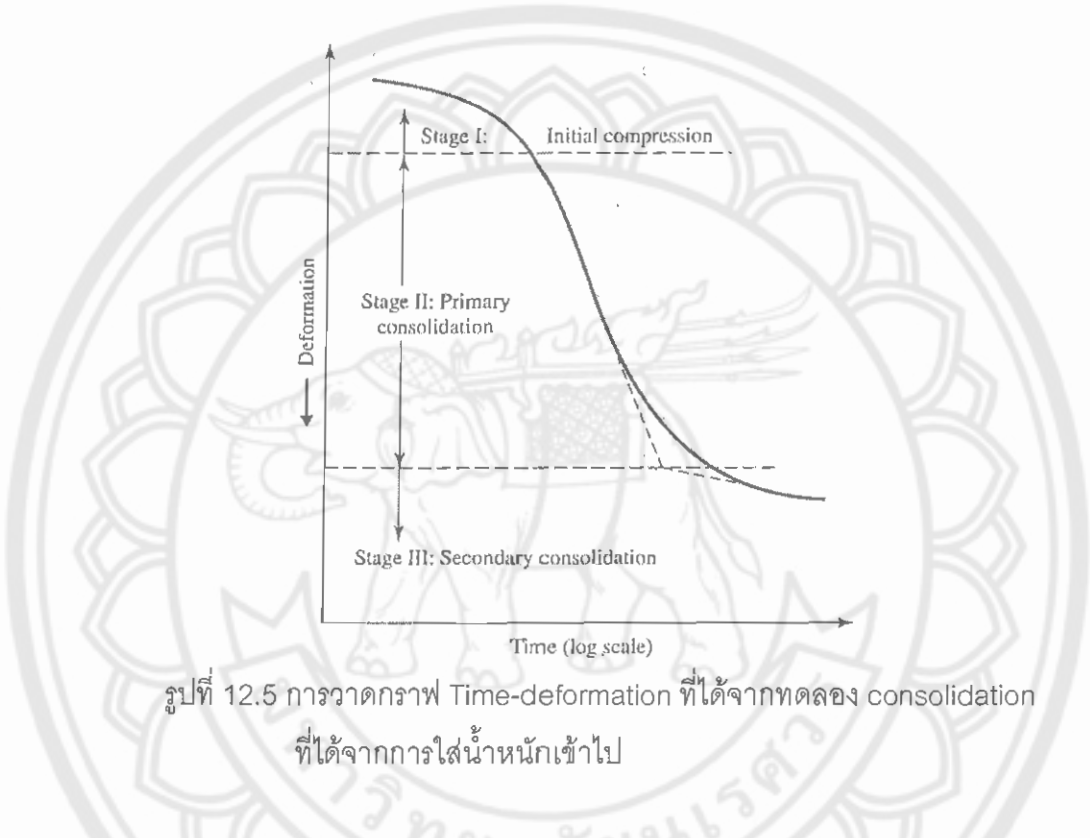 Stage I: Initial compression
Deformation
Stage II: Primary
consolidation
Stage III: Secondary consolidation
Time (log scale)
รูปที่ 12.5 การวาดกราฟ Time-deformation ที่ได้จากทดลอง consolidation
ที่ได้จากการใส่น้ำหนักเข้าไป